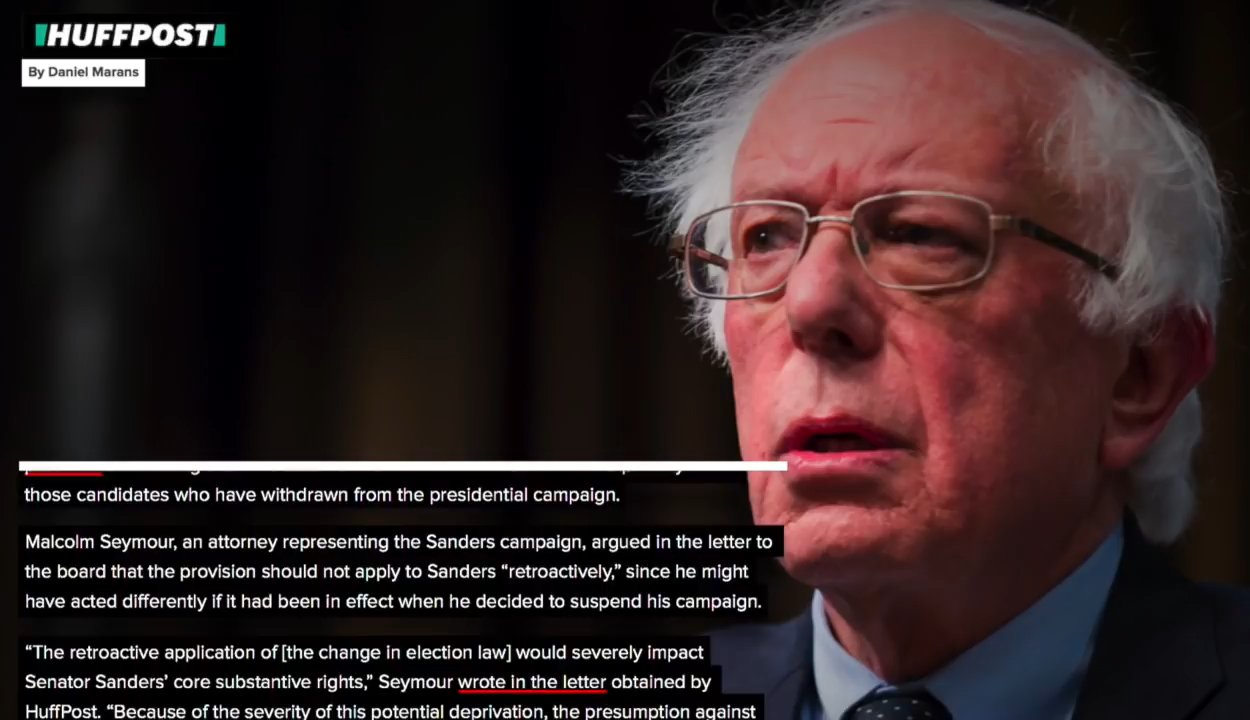 HUFFPOST
By Daniel Marans
those candidates who have withdrawn from the presidential campaign.
Malcolm Seymour, an attorney representing the Sanders campaign, argued in the letter to
the board that the provision should not apply to Sanders “retroactively,” since he might
have acted differently if it had been in effect when he decided to suspend his campaign.
“The retroactive application of [the change in election law] would severely impact
Senator Sanders’ core substantive rights,” Seymour wrote in the letter obtained by
HuffPost. “Because of the severity of this potential deprivation, the presumption against